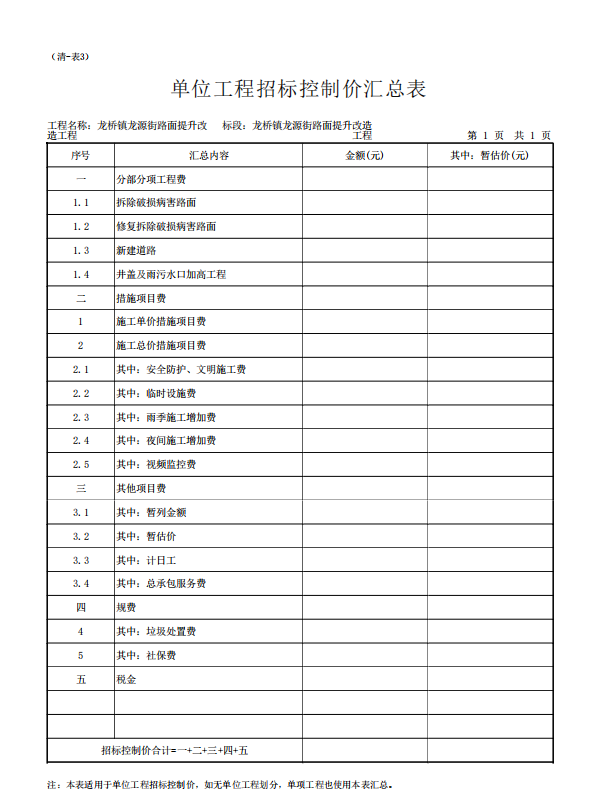 （清-表3）
单位工程招标控制价汇总表
工程名称：龙桥镇龙源街路面提升改 标段：龙桥镇龙源街路面提升改造
造工程 工程 第 1 页 共 1 页
序号 汇总内容 金额(元) 其中：暂估价(元)
一 分部分项工程费
1.1 拆除破损病害路面
1.2 修复拆除破损病害路面
1.3 新建道路
1.4 井盖及雨污水口加高工程
二 措施项目费
1 施工单价措施项目费
2 施工总价措施项目费
2.1 其中：安全防护、文明施工费
2.2 其中：临时设施费
2.3 其中：雨季施工增加费
2.4 其中：夜间施工增加费
2.5 其中：视频监控费
三 其他项目费
3.1 其中：暂列金额
3.2 其中：暂估价
3.3 其中：计日工
3.4 其中：总承包服务费
四 规费
4 其中：垃圾处置费
5 其中：社保费
五 税金
招标控制价合计=一+二+三+四+五
注：本表适用于单位工程招标控制价，如无单位工程划分，单项工程也使用本表汇总。